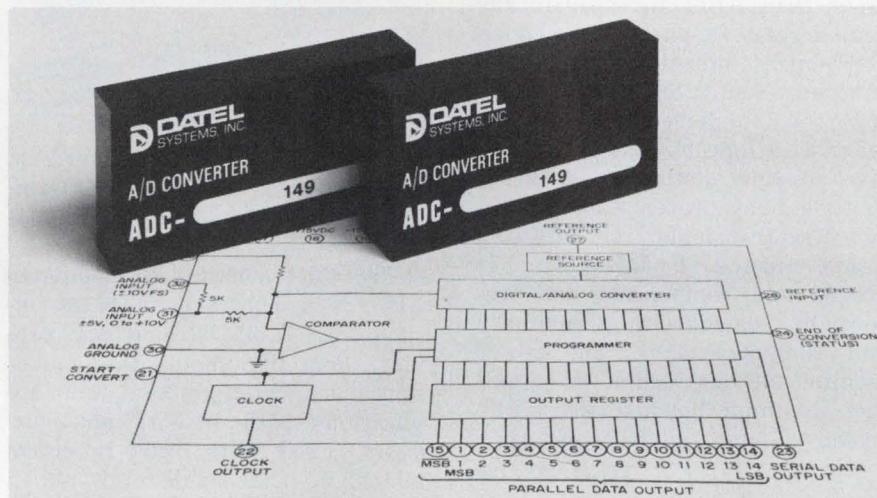 DATEL
SYSTEMS, INC.
A/D CONVERTER
ADC- 149
DATEL
SYSTEMS, INC.
A/D CONVERTER
ADC- 149
REFERENCE
OUTPUT
27
REFERENCE
SOURCE
32
ANALOG
INPUT
(±10VFS)
5K
ANALOG INPUT
±5V, 0 to +10V
31
5K
DIGITAL/ANALOG CONVERTER
REFERENCE
INPUT
COMPARATOR
PROGRAMMER
24
END OF
CONVERSION
(STATUS)
ANALOG
GROUND
30
START
CONVERT
21
CLOCK
OUTPUT REGISTER
22
CLOCK
OUTPUT
15 1 2 3 4 5 6 7 8 9 10 11 12 13 14 23
MSB 1 2 3 4 5 6 7 8 9 10 11 12 13 14 SERIAL DATA
MSB LSB OUTPUT
PARALLEL DATA OUTPUT